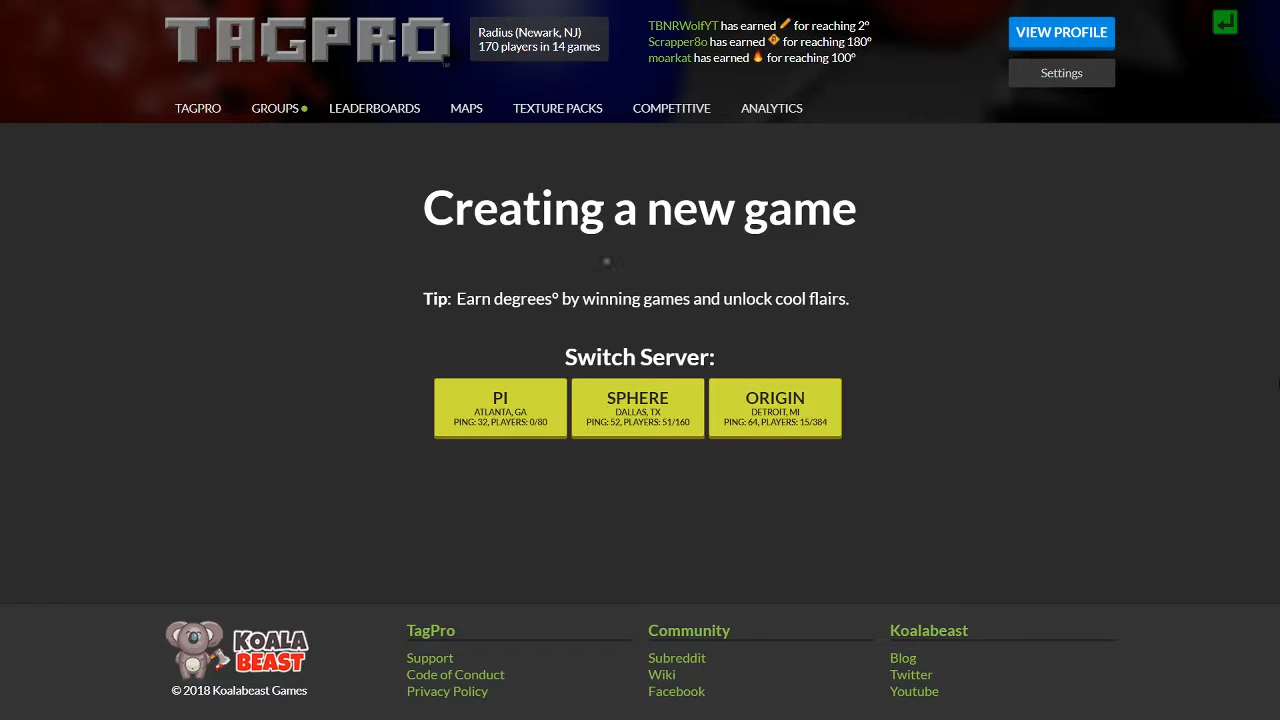 TAGPRO
TM
Radius (Newark, NJ)
170 players in 14 games
TBNRWolfYT has earned for reaching 2°
Scrapper8o has earned for reaching 180°
moarkat has earned for reaching 100°
VIEW PROFILE
Settings
TAGPRO GROUPS LEADERBOARDS MAPS TEXTURE PACKS COMPETITIVE ANALYTICS
Creating a new game
Tip: Earn degrees° by winning games and unlock cool flairs.
Switch Server:
PI
ATLANTA, GA
PING: 32, PLAYERS: 0/80
SPHERE
DALLAS, TX
PING: 52, PLAYERS: 51/160
ORIGIN
DETROIT, MI
PING: 64, PLAYERS: 15/384
KOALA
BEAST
© 2018 Koalabeast Games
TagPro
Support
Code of Conduct
Privacy Policy
Community
Subreddit
Wiki
Facebook
Koalabeast
Blog
Twitter
Youtube